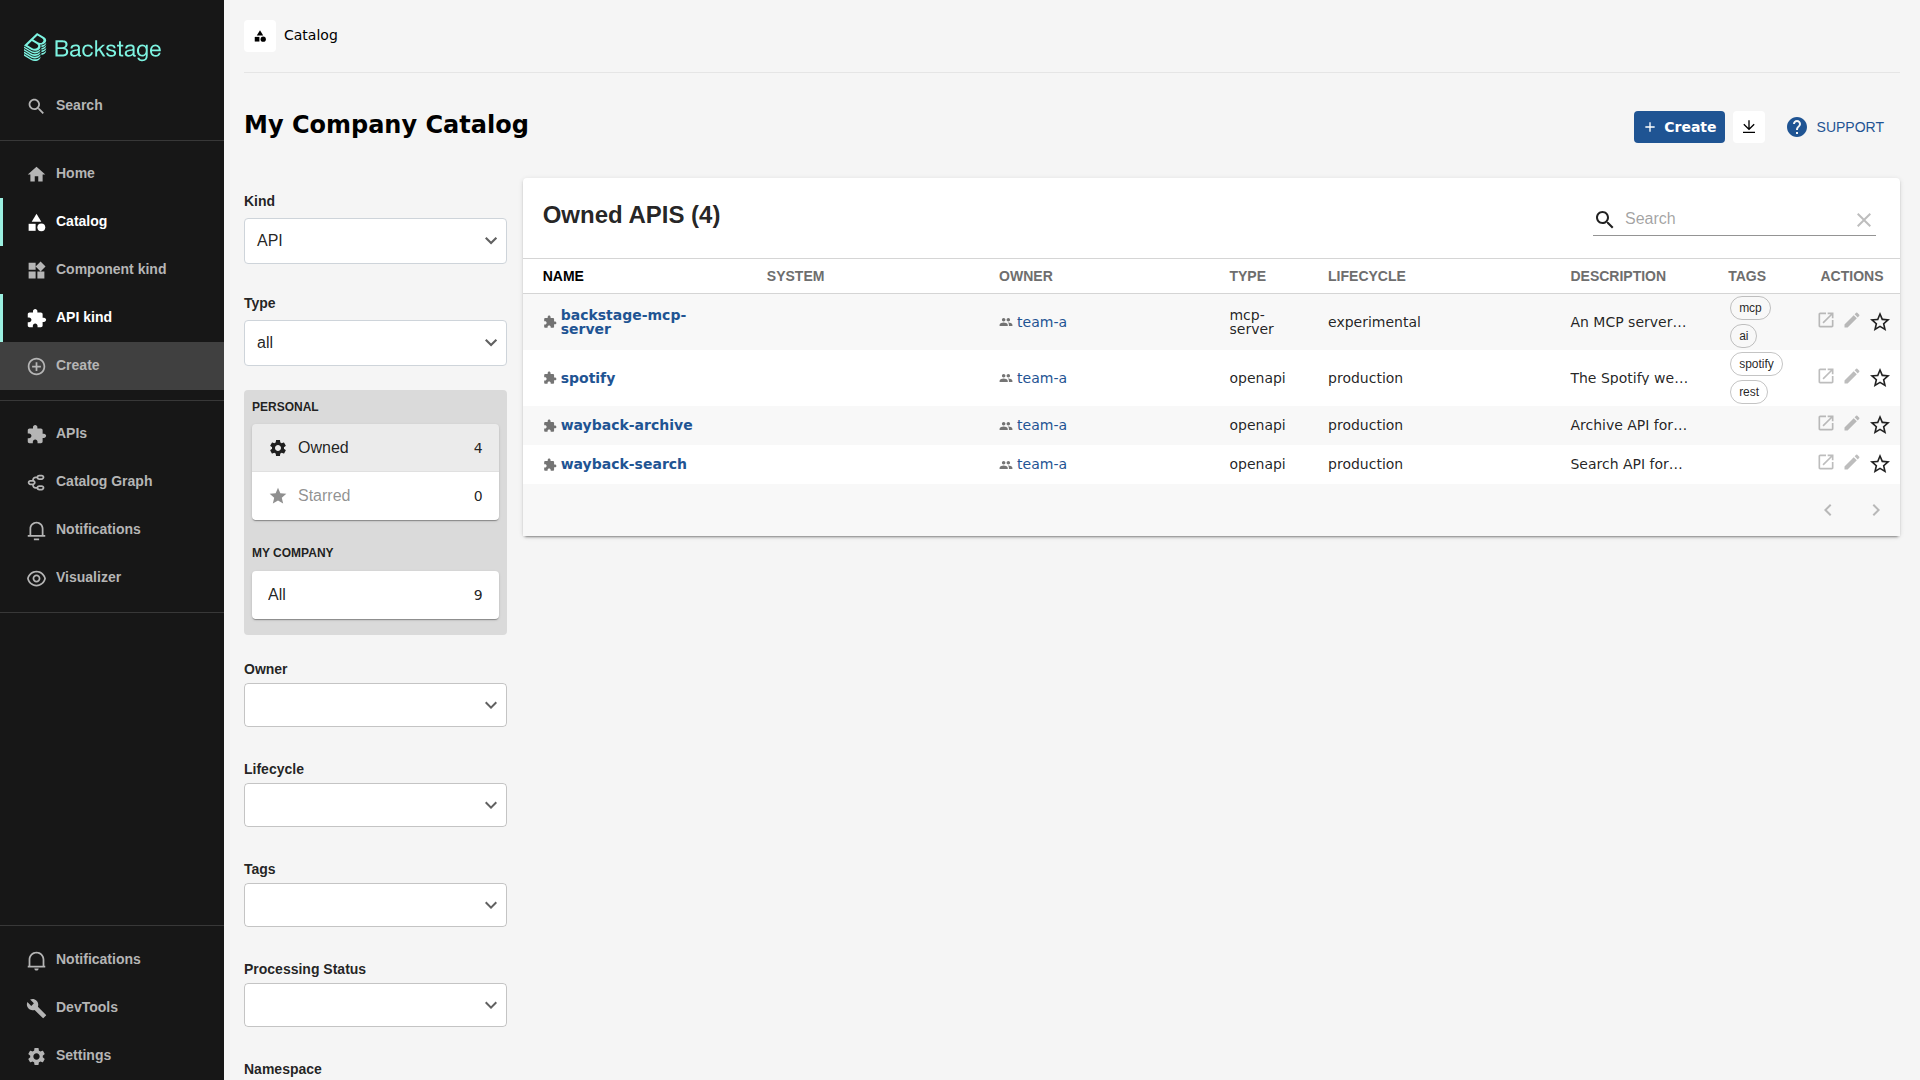 Backstage
Search
Home
Catalog
Component kind
API kind
Create
APIs
Catalog Graph
Notifications
Visualizer
Notifications
DevTools
Settings
Catalog
My Company Catalog
Create
SUPPORT
Kind
API
Type
all
PERSONAL
Owned 4
Starred 0
MY COMPANY
All 9
Owner
Lifecycle
Tags
Processing Status
Namespace
Owned APIS (4)
Search
NAME SYSTEM OWNER TYPE LIFECYCLE DESCRIPTION TAGS ACTIONS
backstage-mcp-server team-a mcp-server experimental An MCP server... mcp ai
spotify team-a openapi production The Spotify we... spotify rest
wayback-archive team-a openapi production Archive API for...
wayback-search team-a openapi production Search API for...